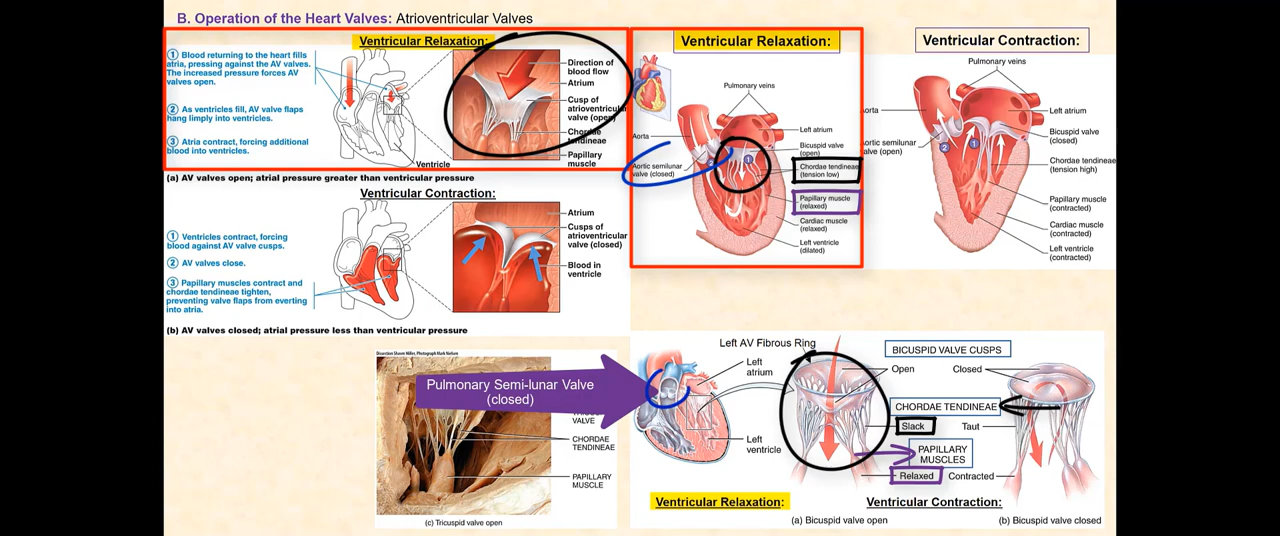 B. Operation of the Heart Valves: Atrioventricular Valves
Ventricular Relaxation:
① Blood returning to the heart fills
atria, pressing against the AV valves.
The increased pressure forces AV
valves open.
② As ventricles fill, AV valve flaps
hang limply into ventricles.
③ Atria contract, forcing additional
blood into ventricles.
Direction of
blood flow
Atrium
Cusp of
atrioventricular
valve (open)
Chordae
tendineae
Papillary
muscle
Ventricle
(a) AV valves open; atrial pressure greater than ventricular pressure
Ventricular Contraction:
① Ventricles contract, forcing
blood against AV valve cusps.
② AV valves close.
③ Papillary muscles contract and
chordae tendineae tighten,
preventing valve flaps from everting
into atria.
Atrium
Cusps of
atrioventricular
valve (closed)
Blood in
ventricle
(b) AV valves closed; atrial pressure less than ventricular pressure
Ventricular Relaxation:
Pulmonary veins
Aorta
Left atrium
Bicuspid valve
(open)
Aortic semilunar
valve (closed)
Chordae tendineae
(tension low)
Papillary muscle
(relaxed)
Cardiac muscle
(relaxed)
Left ventricle
(dilated)
2
1
Ventricular Contraction:
Pulmonary veins
Aorta
Left atrium
Bicuspid valve
(closed)
Aortic semilunar
valve (open)
Chordae tendineae
(tension high)
Papillary muscle
(contracted)
Cardiac muscle
(contracted)
Left ventricle
(contracted)
2
1
Pulmonary Semi-lunar Valve
(closed)
VALVE
CHORDAE
TENDINEAE
PAPILLARY
MUSCLE
(c) Tricuspid valve open
Left AV Fibrous Ring
Left
atrium
Left
ventricle
BICUSPID VALVE CUSPS
Open
Closed
CHORDAE TENDINEAE
Slack
Taut
PAPILLARY
MUSCLES
Relaxed
Contracted
Ventricular Relaxation:
Ventricular Contraction:
(a) Bicuspid valve open
(b) Bicuspid valve closed